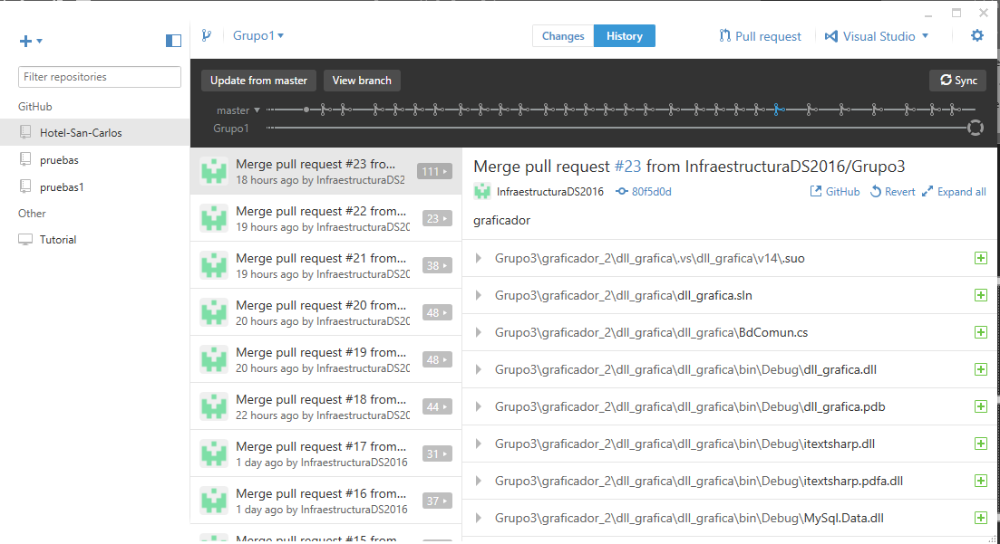 Grupo1
Changes
History
Pull request
Visual Studio
Filter repositories
GitHub
Hotel-San-Carlos
pruebas
pruebas1
Other
Tutorial
Update from master
View branch
Sync
master
Grupo1
Merge pull request #23 fro...
18 hours ago by InfraestructuraDS2
111
Merge pull request #22 from...
19 hours ago by InfraestructuraDS20
23
Merge pull request #21 from...
19 hours ago by InfraestructuraDS20
38
Merge pull request #20 from...
20 hours ago by InfraestructuraDS20
48
Merge pull request #19 from...
20 hours ago by InfraestructuraDS20
48
Merge pull request #18 from...
22 hours ago by InfraestructuraDS20
44
Merge pull request #17 from...
1 day ago by InfraestructuraDS2016
31
Merge pull request #16 from...
1 day ago by InfraestructuraDS2016
37
Merge pull request #15 from...
Merge pull request #23 from InfraestructuraDS2016/Grupo3
InfraestructuraDS2016
80f5d0d
GitHub
Revert
Expand all
graficador
Grupo3\graficador_2\dll_grafica\.vs\dll_grafica\v14\.suo
Grupo3\graficador_2\dll_grafica\dll_grafica.sln
Grupo3\graficador_2\dll_grafica\dll_grafica\BdComun.cs
Grupo3\graficador_2\dll_grafica\dll_grafica\bin\Debug\dll_grafica.dll
Grupo3\graficador_2\dll_grafica\dll_grafica\bin\Debug\dll_grafica.pdb
Grupo3\graficador_2\dll_grafica\dll_grafica\bin\Debug\itextsharp.dll
Grupo3\graficador_2\dll_grafica\dll_grafica\bin\Debug\itextsharp.pdfa.dll
Grupo3\graficador_2\dll_grafica\dll_grafica\bin\Debug\MySql.Data.dll